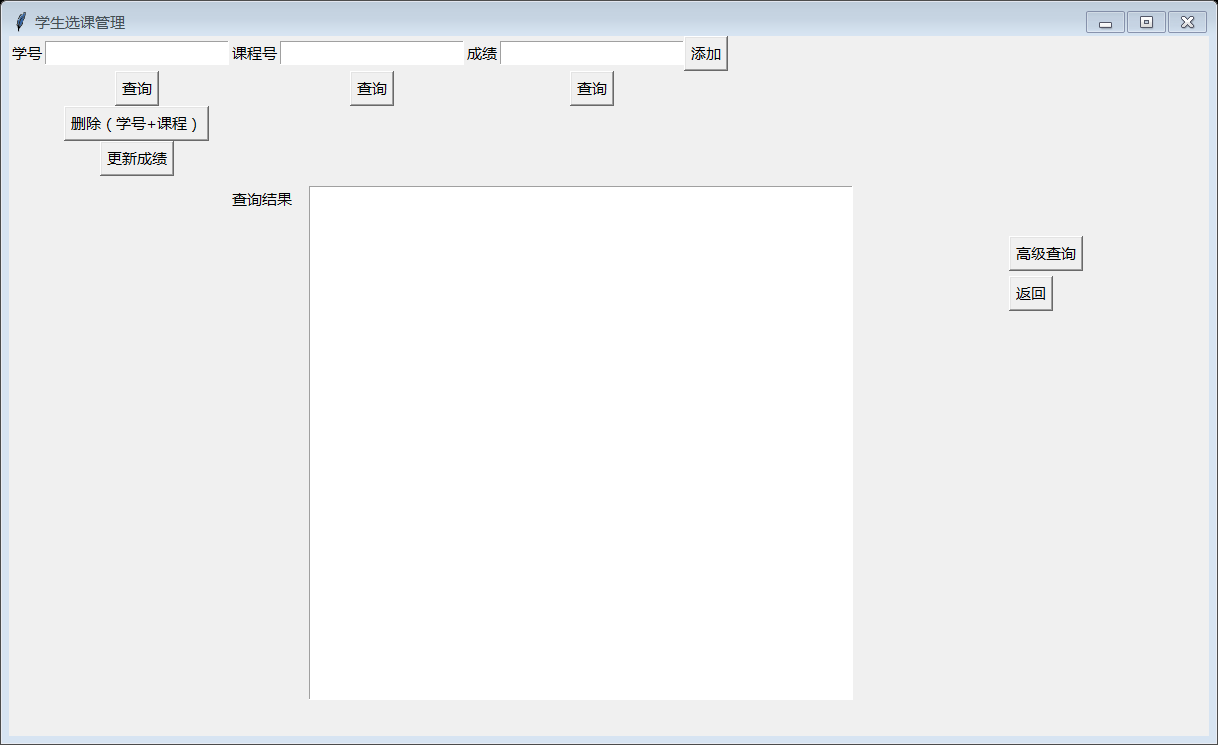 学生选课管理
学号 课程号 成绩 添加
查询 查询 查询
删除（学号+课程）
更新成绩
查询结果
高级查询
返回